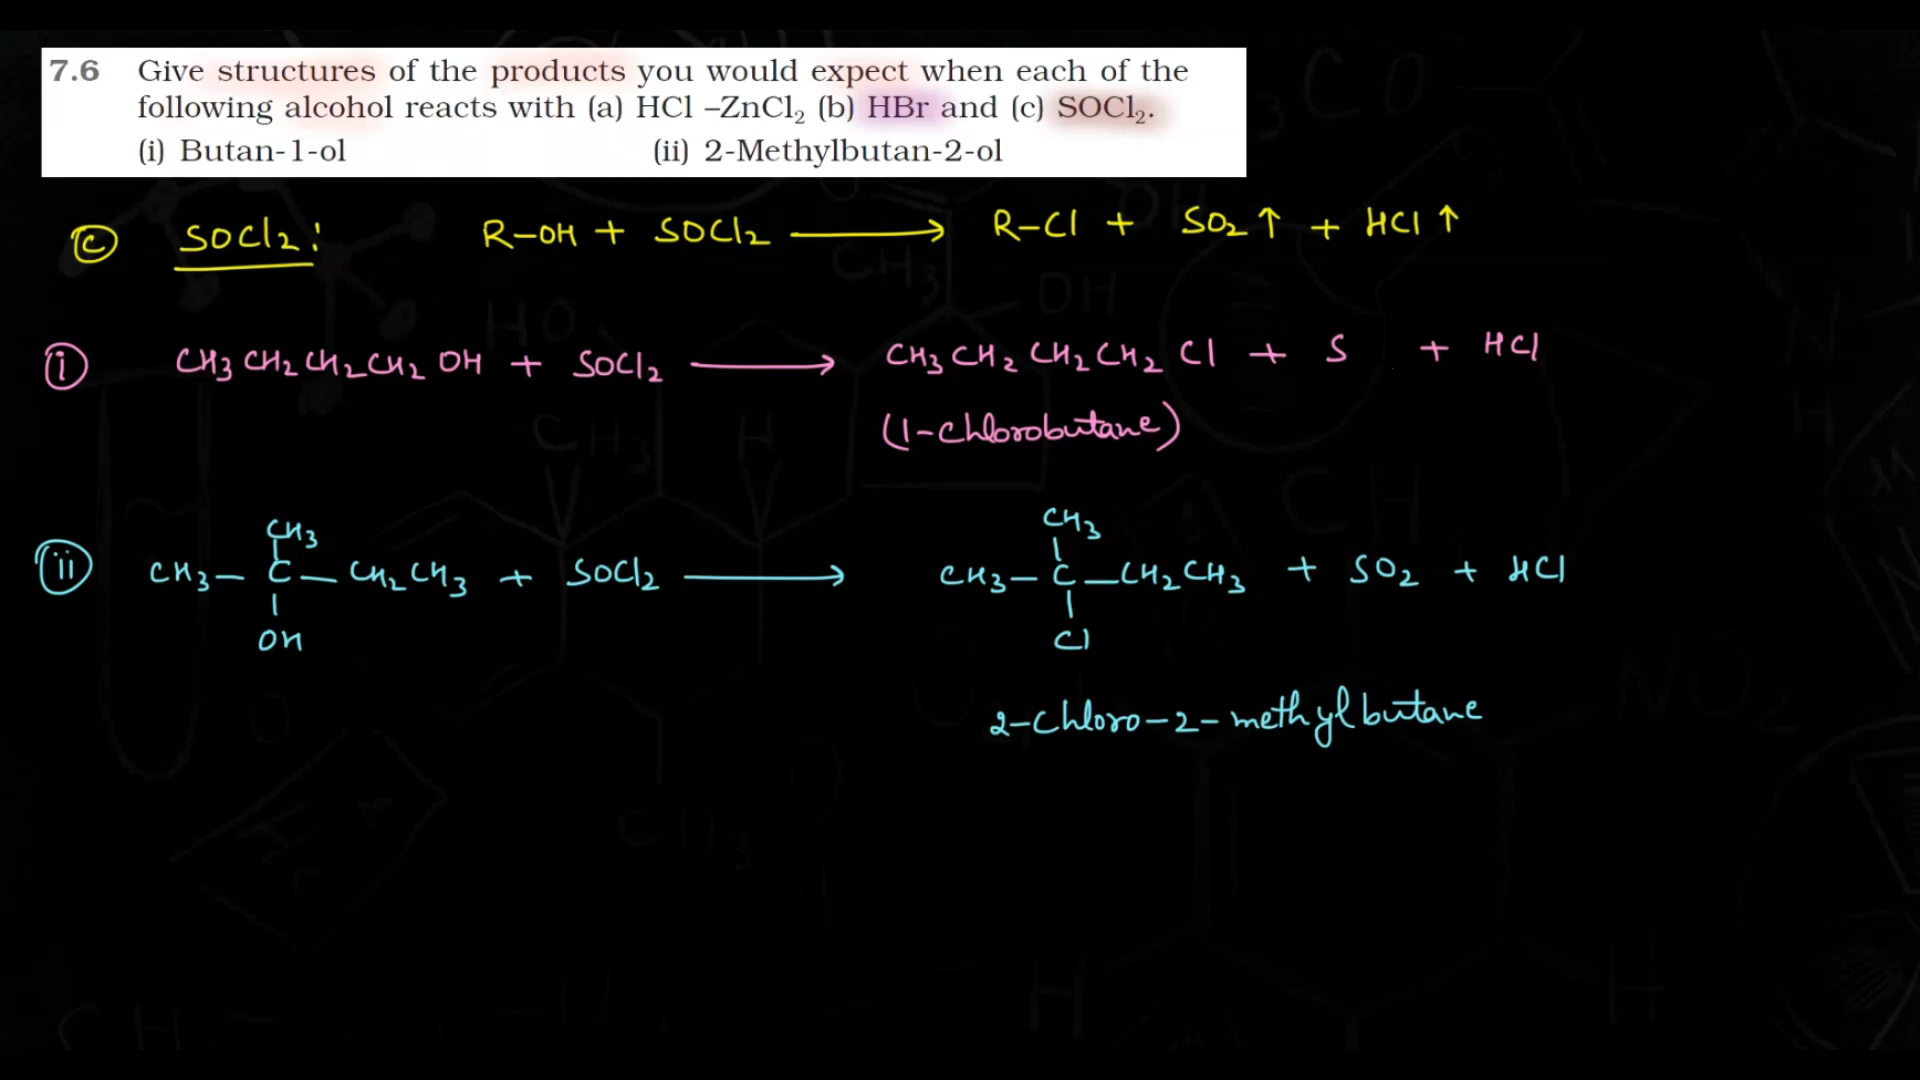 7.6 Give structures of the products you would expect when each of the
following alcohol reacts with (a) HCl –ZnCl₂ (b) HBr and (c) SOCl₂.
(i) Butan-1-ol (ii) 2-Methylbutan-2-ol
(c) SOCl₂: R–OH + SOCl₂ ⟶ R–Cl + SO₂↑ + HCl↑
(i) CH₃CH₂CH₂CH₂OH + SOCl₂ ⟶ CH₃CH₂CH₂CH₂Cl + S + HCl
(1-chlorobutane)
CH₃ CH₃
(ii) CH₃–C–CH₂CH₃ + SOCl₂ ⟶ CH₃–C–CH₂CH₃ + SO₂ + HCl
OH Cl
2-chloro-2-methylbutane